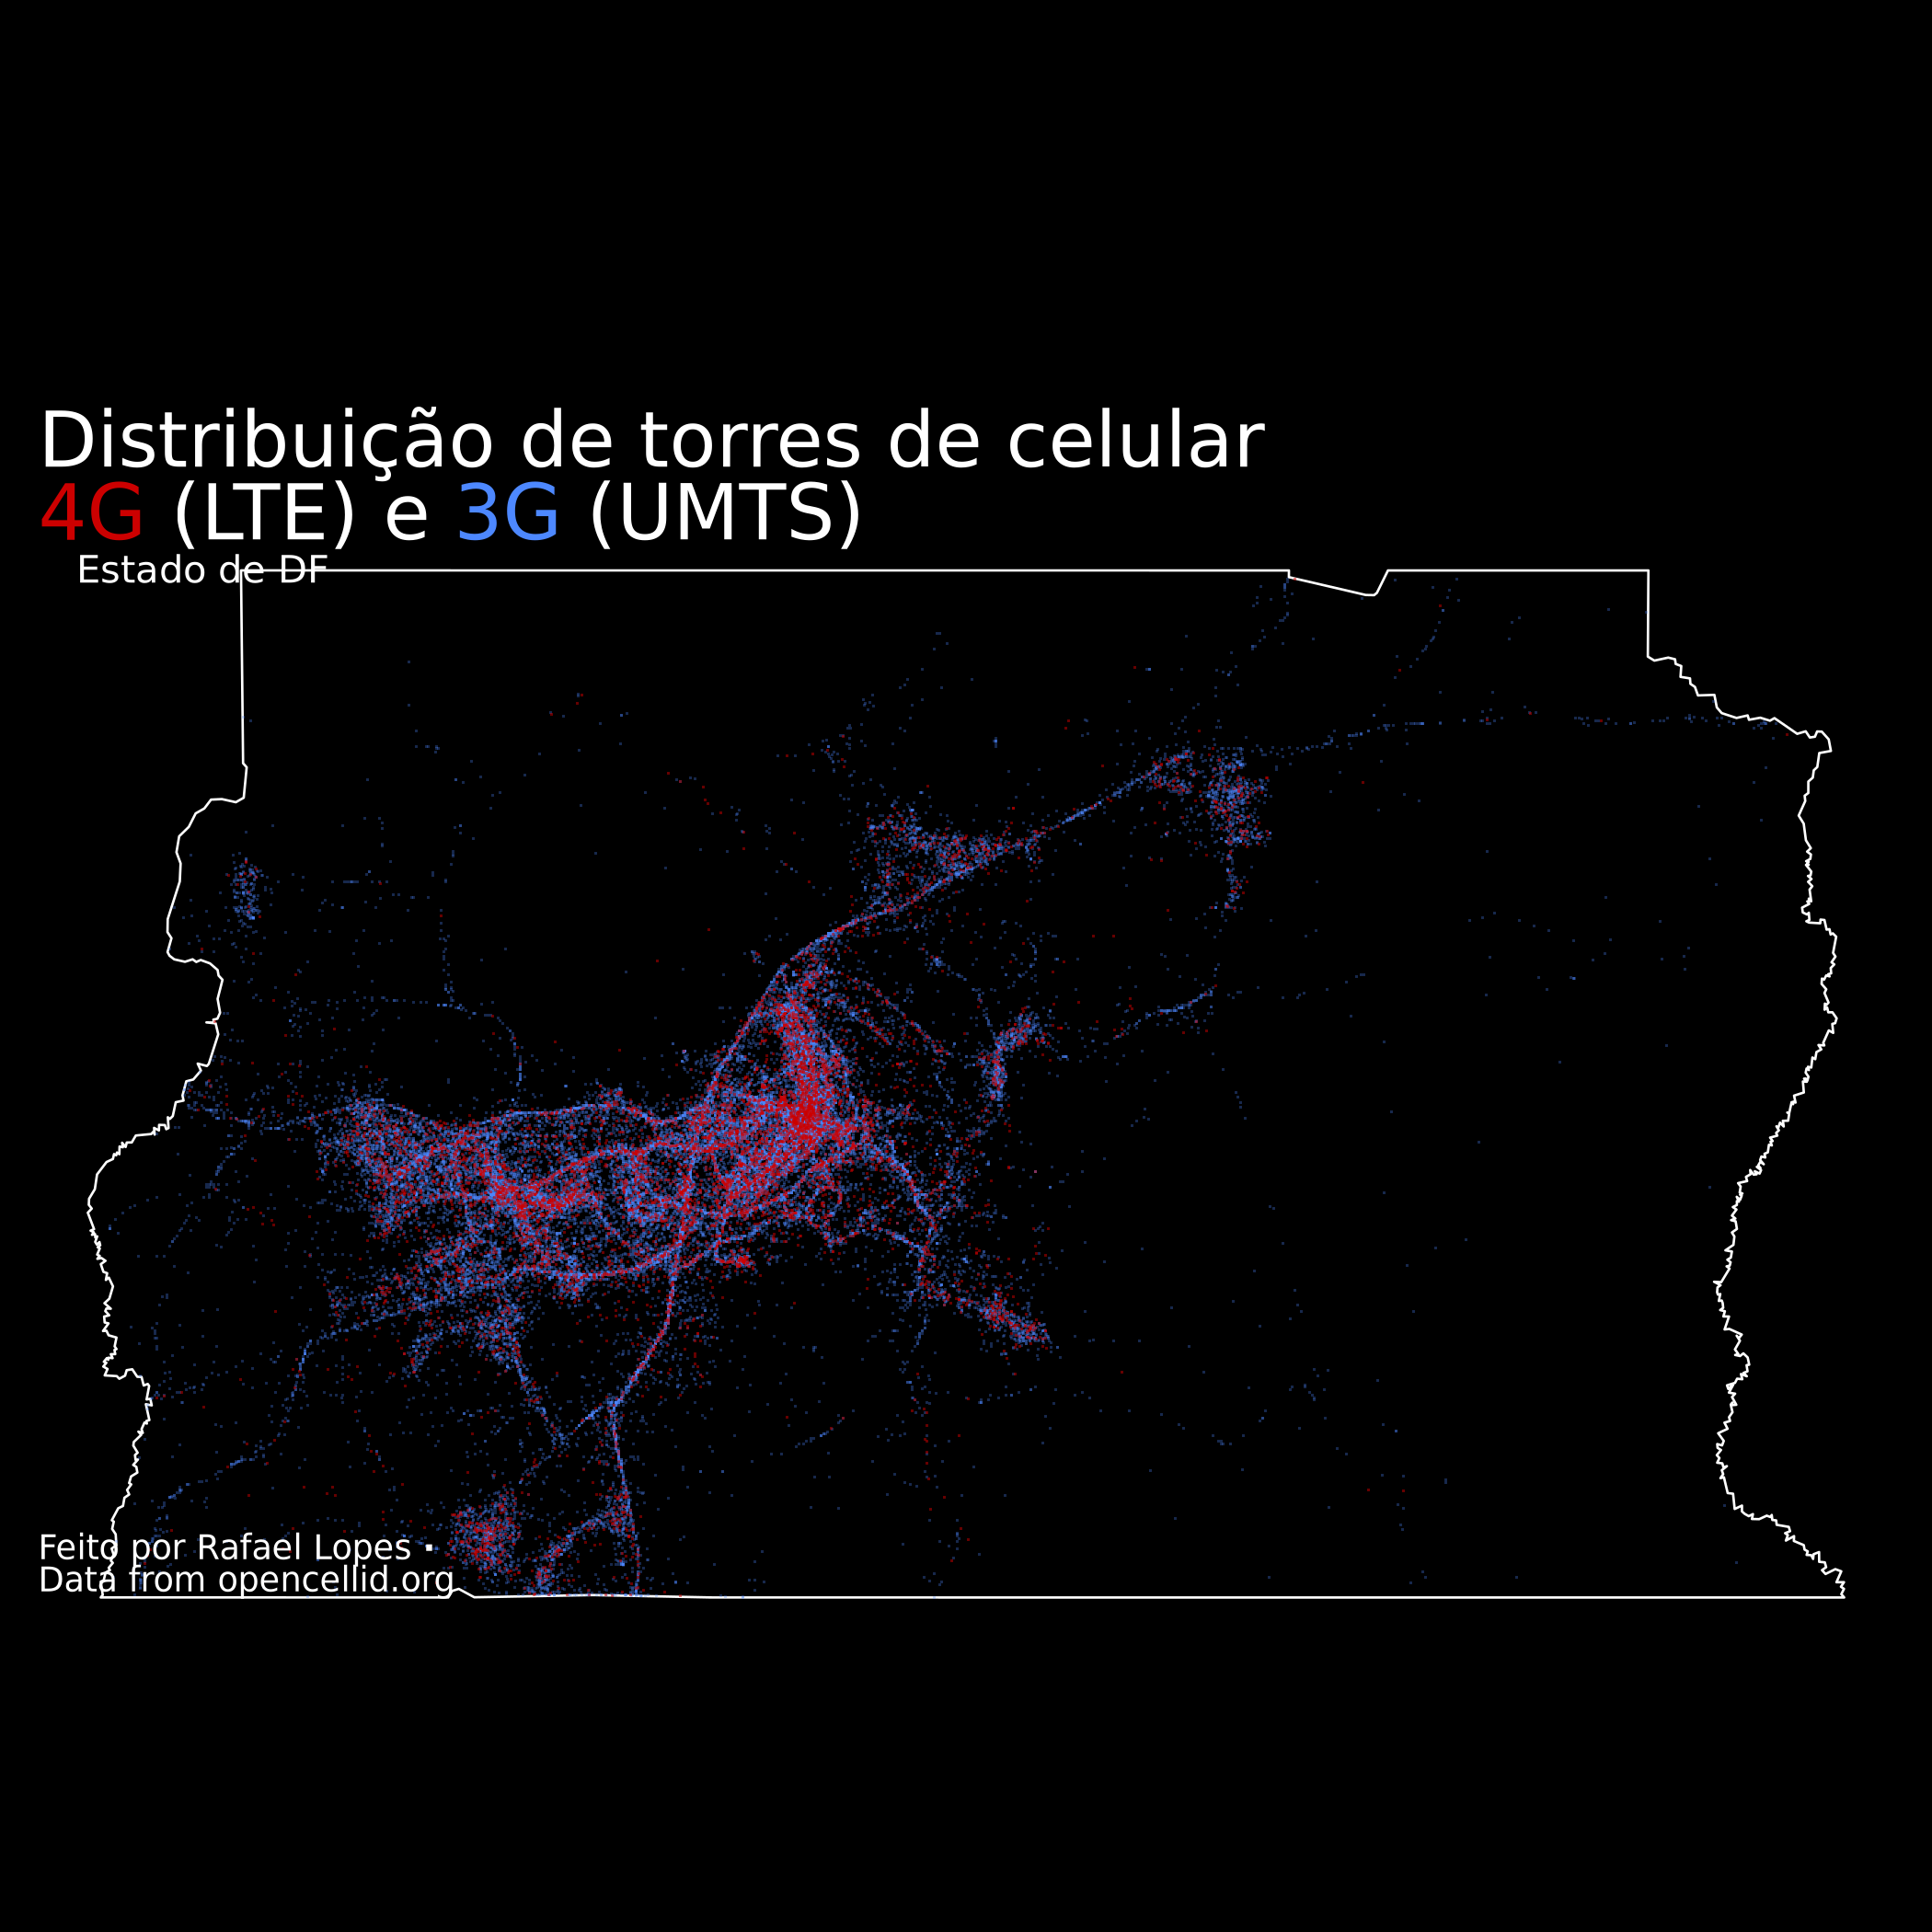 Distribuição de torres de celular
4G (LTE) e 3G (UMTS)
Estado de DF
Feito por Rafael Lopes ·
Data from opencellid.org